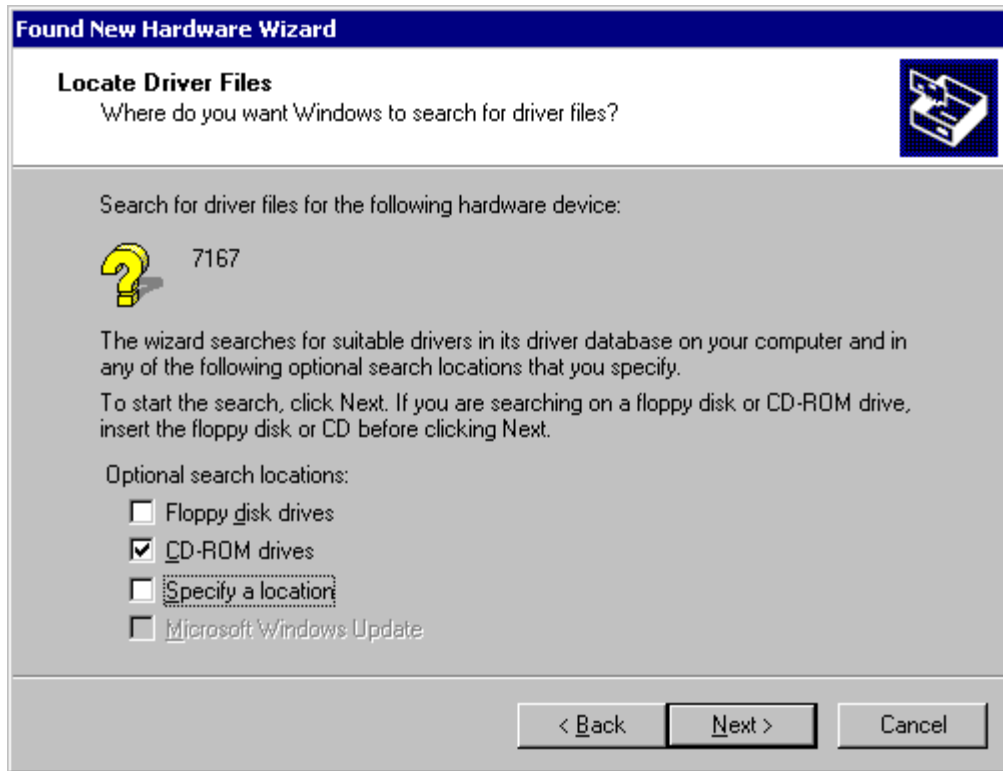 Found New Hardware Wizard
Locate Driver Files
Where do you want Windows to search for driver files?
Search for driver files for the following hardware device:
7167
The wizard searches for suitable drivers in its driver database on your computer and in
any of the following optional search locations that you specify.
To start the search, click Next. If you are searching on a floppy disk or CD-ROM drive,
insert the floppy disk or CD before clicking Next.
Optional search locations:
Floppy disk drives
CD-ROM drives
Specify a location
Microsoft Windows Update
< Back Next > Cancel